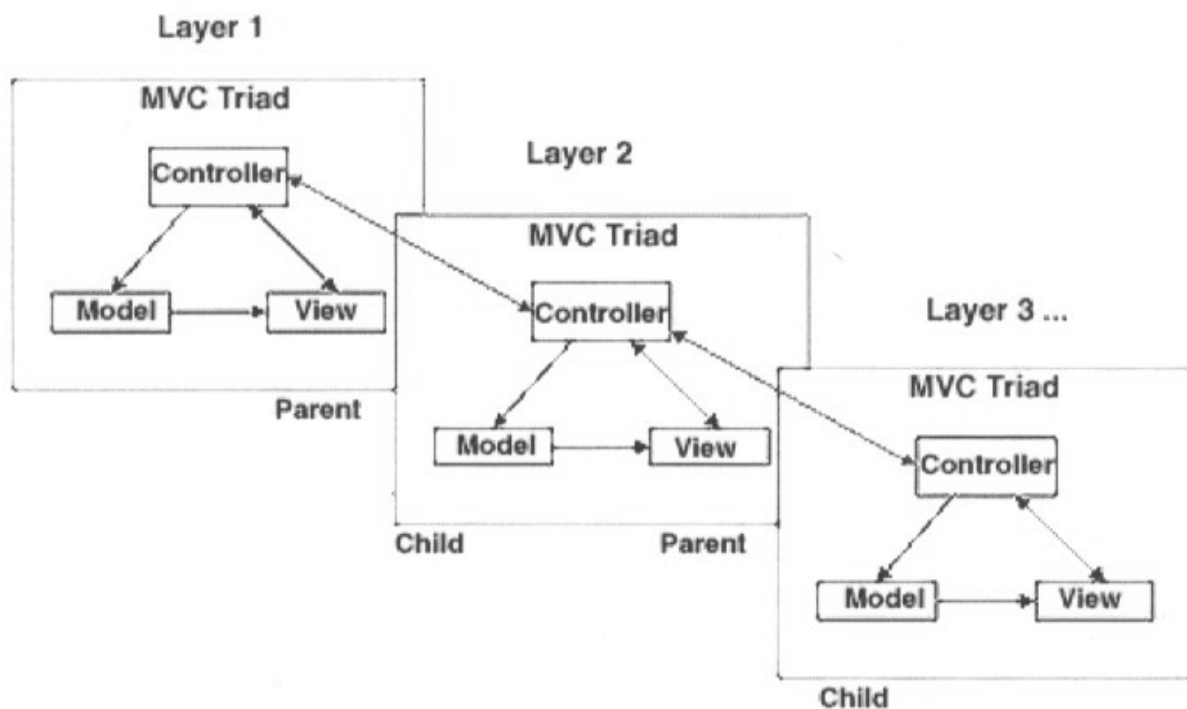 Layer 1
MVC Triad
Controller
Model
View
Parent
Layer 2
MVC Triad
Controller
Model
View
Child
Parent
Layer 3 ...
MVC Triad
Controller
Model
View
Child